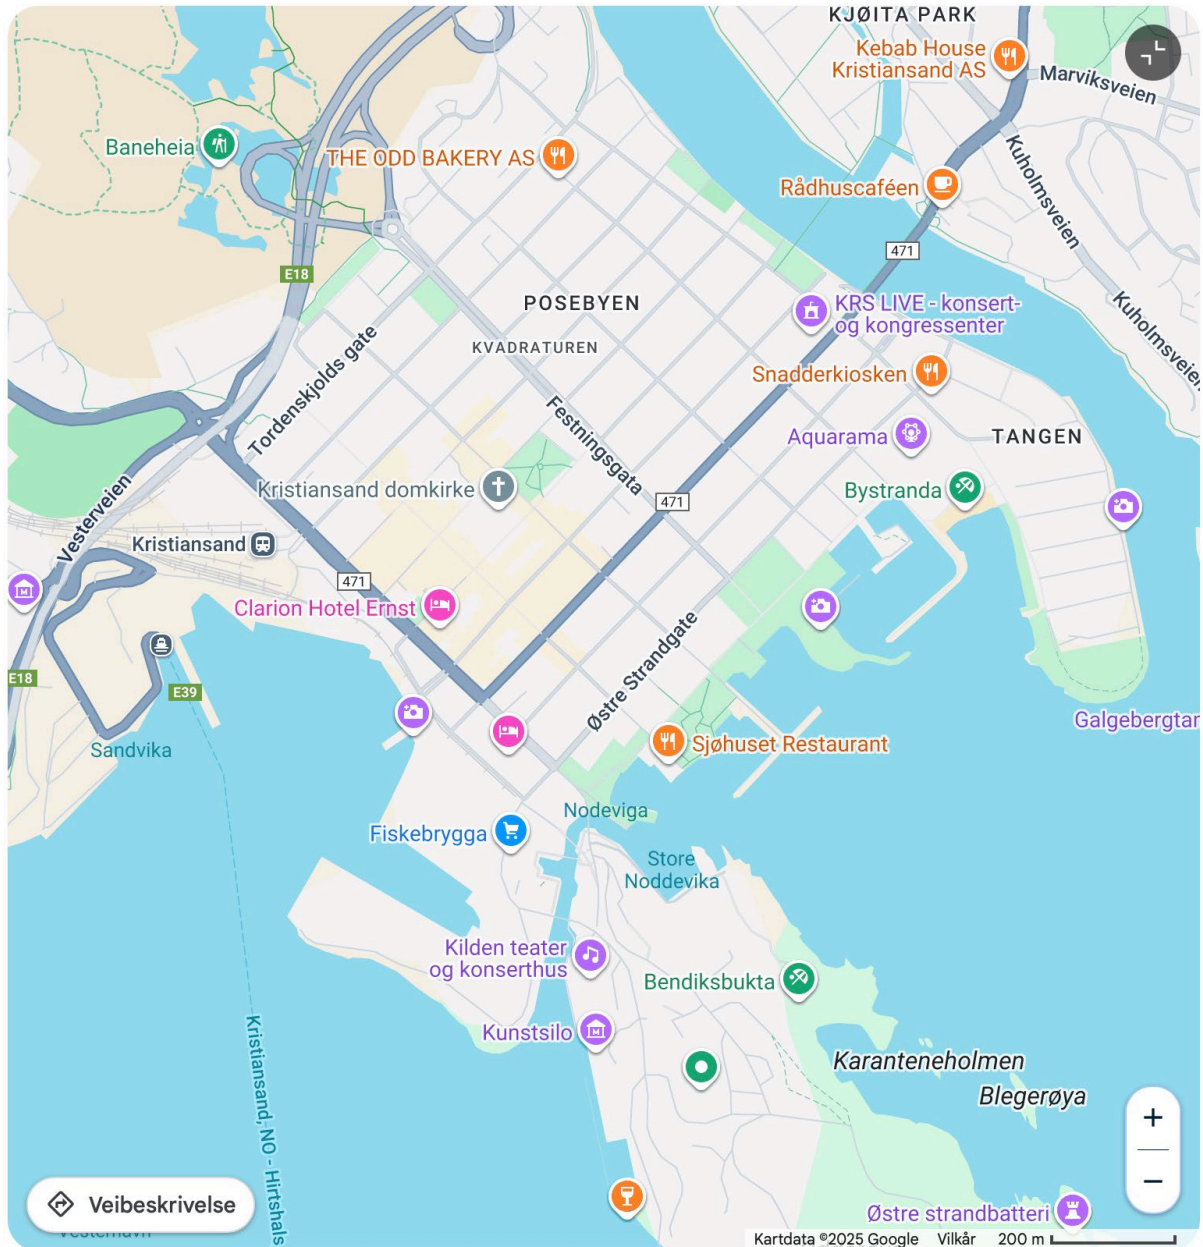 KJØITA PARK
Kebab House
Kristiansand AS
Marviksveien
Baneheia
THE ODD BAKERY AS
Rådhuscaféen
Kuholmsveien
471
E18
POSEBYEN
KRS LIVE - konsert-
og kongressenter
Kuholmsveien
KVADRATUREN
Tordenskjolds gate
Snadderkiosken
Festningsgata
Aquarama
TANGEN
Kristiansand domkirke
Bystranda
471
Vesterveien
Kristiansand
471
Clarion Hotel Ernst
Østre Strandgate
E18
E39
Galgebergtar
Sandvika
Sjøhuset Restaurant
Nodeviga
Fiskebrygga
Store
Noddevika
Kilden teater
og konserthus
Bendiksbukta
Kunstsilo
Kristiansand, NO - Hirtshals
Karanteneholmen
Blegerøya
+
−
Veibeskrivelse
Østre strandbatteri
Vesterhavn
Kartdata ©2025 Google Vilkår 200 m